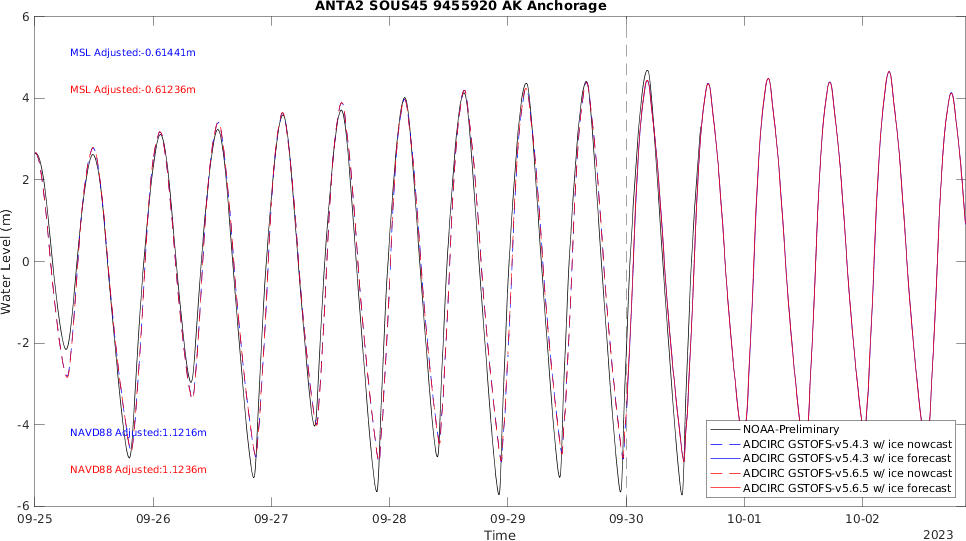 ANTA2 SOUS45 9455920 AK Anchorage
6
4
2
0
-2
-4
-6
Water Level (m)
MSL Adjusted:-0.61441m
MSL Adjusted:-0.61236m
NAVD88 Adjusted:1.1216m
NAVD88 Adjusted:1.1236m
NOAA-Preliminary
ADCIRC GSTOFS-v5.4.3 w/ ice nowcast
ADCIRC GSTOFS-v5.4.3 w/ ice forecast
ADCIRC GSTOFS-v5.6.5 w/ ice nowcast
ADCIRC GSTOFS-v5.6.5 w/ ice forecast
09-25 09-26 09-27 09-28 09-29 09-30 10-01 10-02
Time
2023